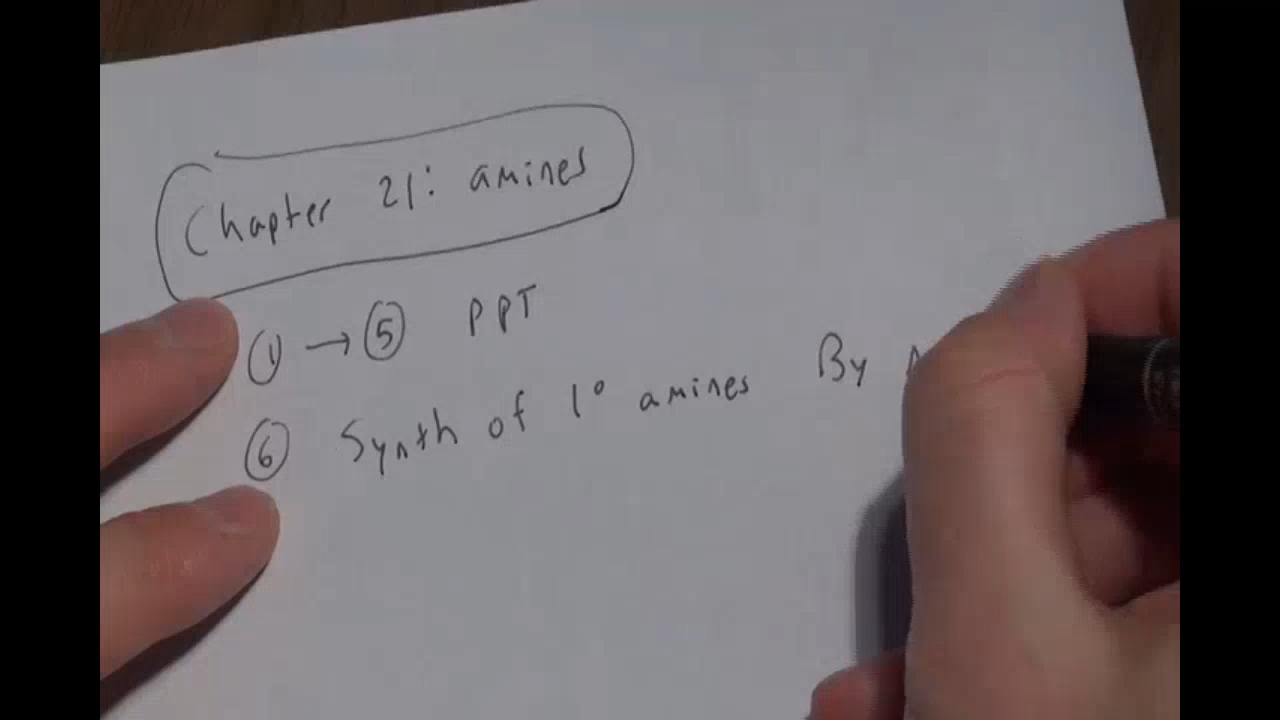 Chapter 21: amines
① → ⑤ PPT
⑥ Synth of 1° amines By